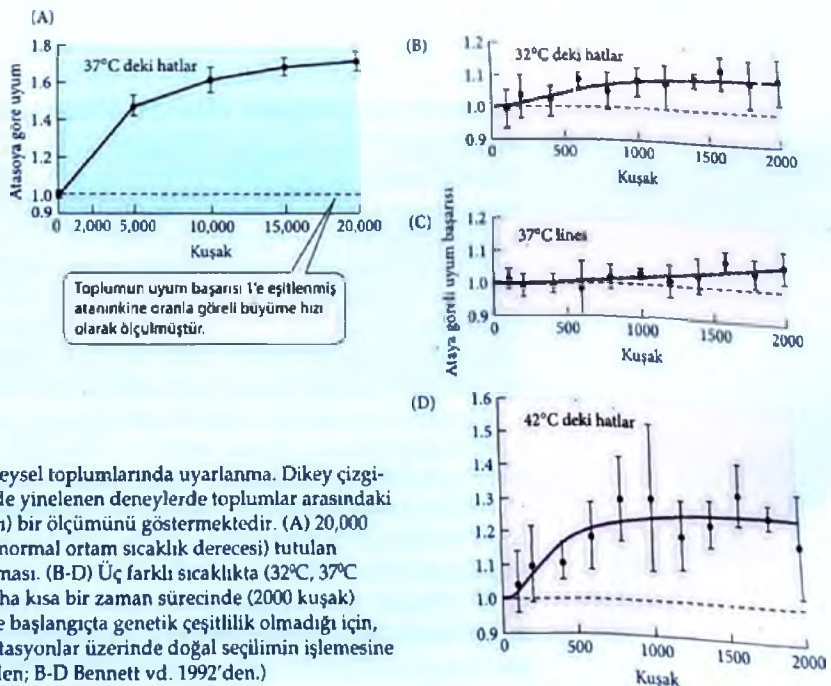 (A)
1.8
1.6
1.4
1.2
1.0
0.9
Atasoya göre uyum
37°C deki hatlar
0 2,000 5,000 10,000 15,000 20,000
Kuşak
Toplumun uyum başarısı 1'e eşitlenmiş
atanınkine oranla göreli büyüme hızı
olarak ölçülmüştür.
(B)
1.2
1.1
1.0
0.9
32°C deki hatlar
0 500 1000 1500 2000
Kuşak
Ataya göreli uyum başarısı
(C)
1.2
1.1
1.0
0.9
37°C lines
0 500 1000 1500 2000
Kuşak
(D)
1.6
1.5
1.4
1.3
1.2
1.1
1.0
0.9
42°C deki hatlar
0 500 1000 1500 2000
Kuşak
eysel toplumlarında uyarlanma. Dikey çizgi-
de yinelenen deneylerde toplumlar arasındaki
ı) bir ölçümünü göstermektedir. (A) 20,000
normal ortam sıcaklık derecesi) tutulan
ması. (B-D) Üç farklı sıcaklıkta (32°C, 37°C
ha kısa bir zaman sürecinde (2000 kuşak)
e başlangıçta genetik çeşitlilik olmadığı için,
tasyonlar üzerinde doğal seçilimin işlemesine
len; B-D Bennett vd. 1992'den.)